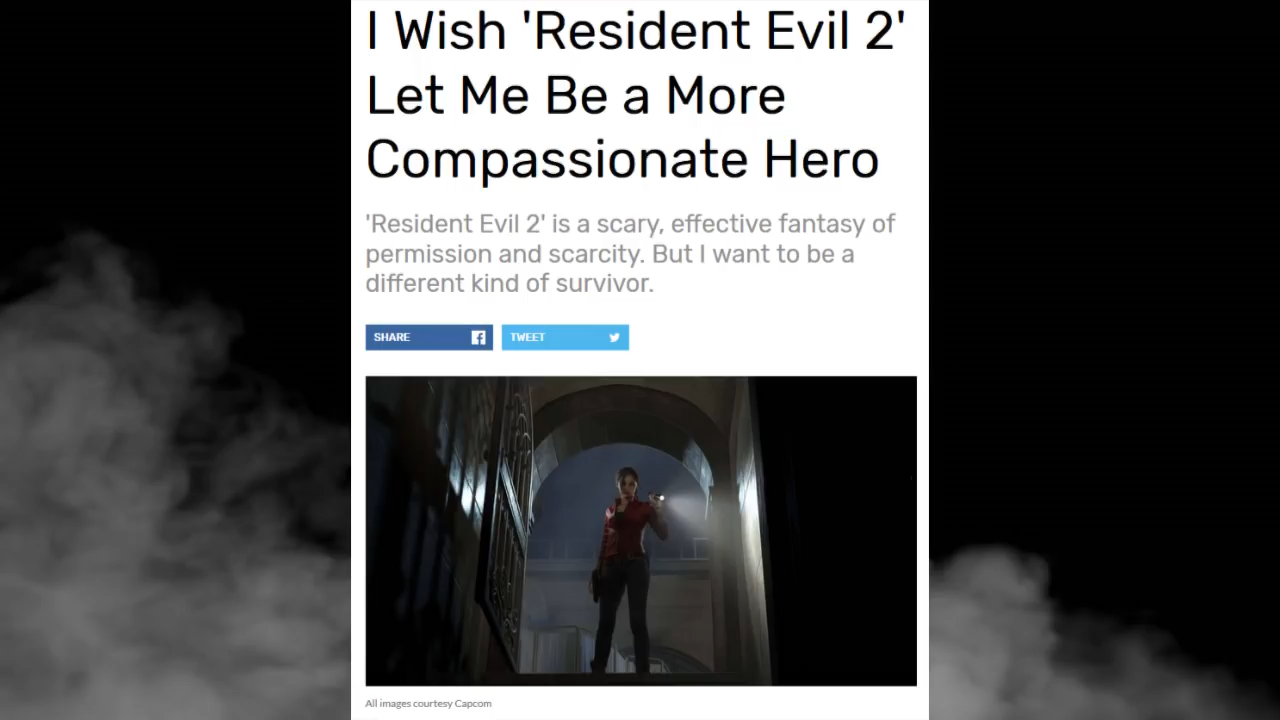 I Wish 'Resident Evil 2'
Let Me Be a More
Compassionate Hero
'Resident Evil 2' is a scary, effective fantasy of
permission and scarcity. But I want to be a
different kind of survivor.
SHARE
TWEET
All images courtesy Capcom